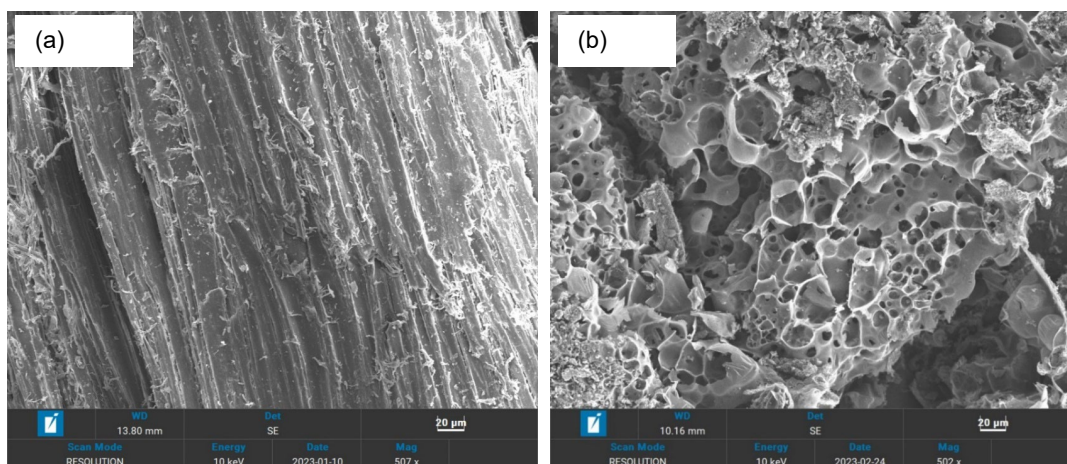 (a)
WD
13.80 mm
Det
SE
20 µm
Scan Mode
RESOLUTION
Energy
10 keV
Date
2023-01-10
Mag
507 x
(b)
WD
10.16 mm
Det
SE
20 µm
Scan Mode
RESOLUTION
Energy
10 keV
Date
2023-02-24
Mag
502 x